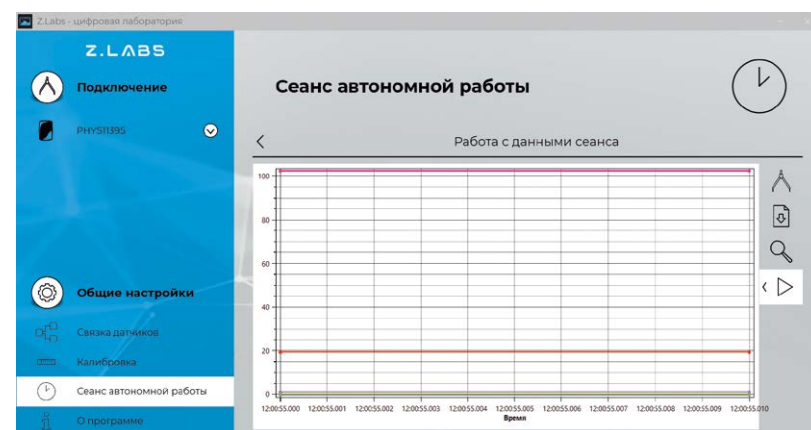 Z.Labs - цифровая лаборатория
Z.LABS
Подключение
PHYS11395
Общие настройки
Связка датчиков
Калибровка
Сеанс автономной работы
О программе
Сеанс автономной работы
Работа с данными сеанса
100
80
60
40
20
0
12:00:55.000 12:00:55.001 12:00:55.002 12:00:55.003 12:00:55.004 12:00:55.005 12:00:55.006 12:00:55.007 12:00:55.008 12:00:55.009 12:00:55.010
Время